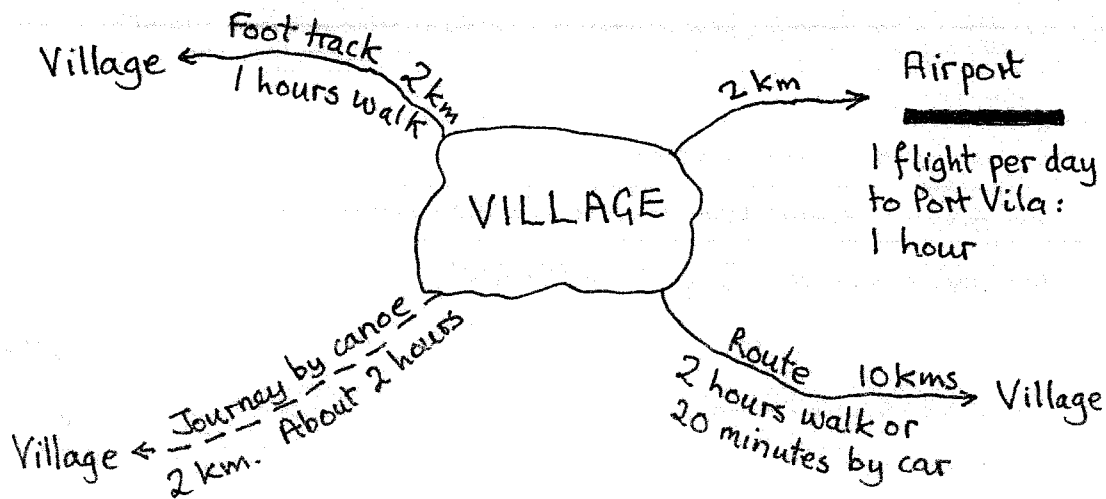 Village
Foot track 2km
1 hours walk
2 km
Airport
1 flight per day
to Port Vila:
1 hour
VILLAGE
Journey by canoe
2 km. About 2 hours
Village
Route 10kms
2 hours walk or
20 minutes by car
Village